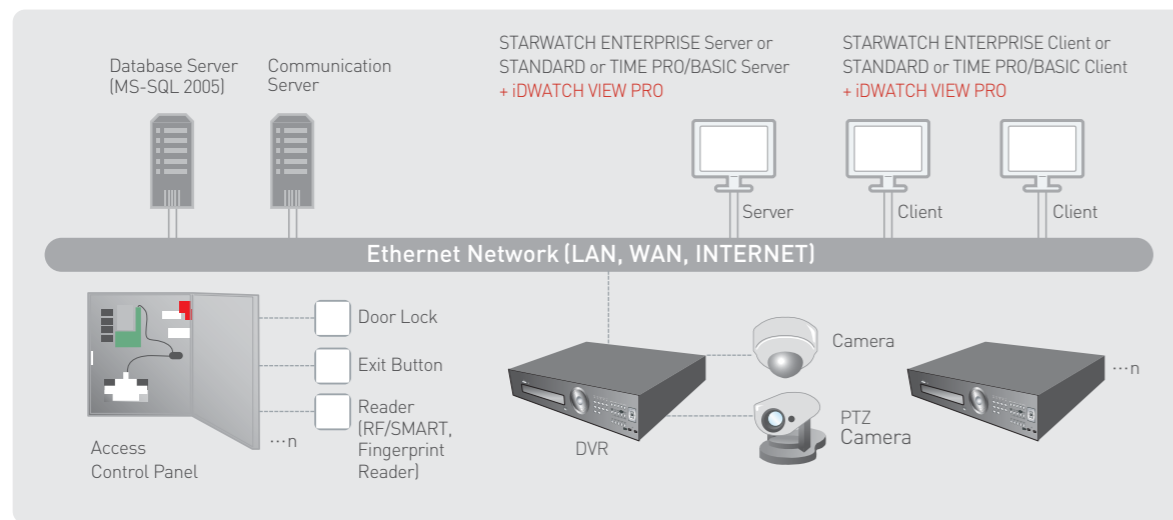 Database Server
(MS-SQL 2005)
Communication
Server
STARWATCH ENTERPRISE Server or
STANDARD or TIME PRO/BASIC Server
+ iDWATCH VIEW PRO
STARWATCH ENTERPRISE Client or
STANDARD or TIME PRO/BASIC Client
+ iDWATCH VIEW PRO
Server
Client
Client
Ethernet Network (LAN, WAN, INTERNET)
Door Lock
Exit Button
Reader
(RF/SMART,
Fingerprint
Reader)
...n
Access
Control Panel
DVR
Camera
PTZ
Camera
...n